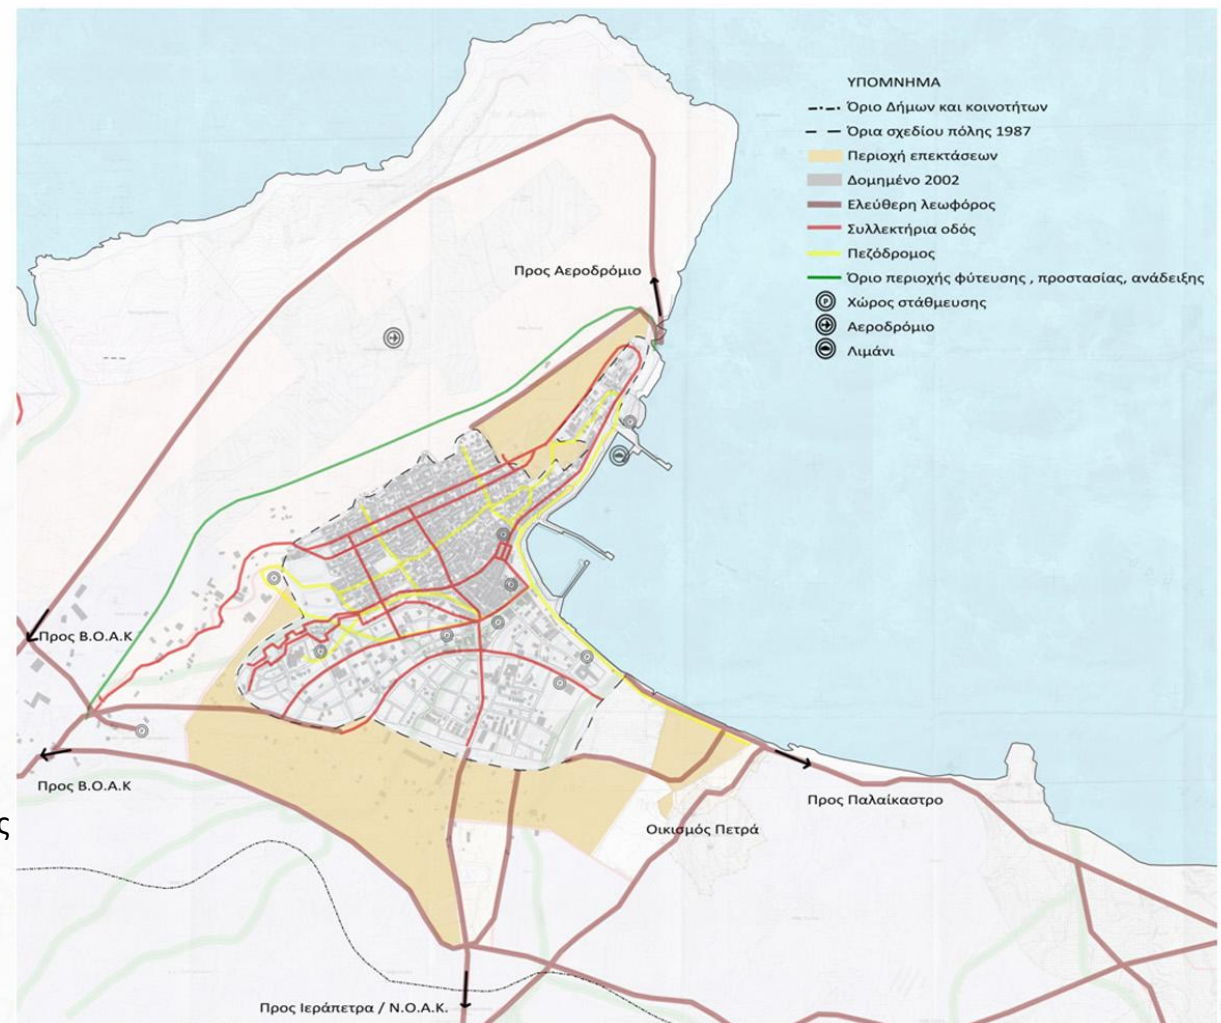 ΥΠΟΜΝΗΜΑ
Όριο Δήμων και κοινοτήτων
Όρια σχεδίου πόλης 1987
Περιοχή επεκτάσεων
Δομημένο 2002
Ελεύθερη λεωφόρος
Συλλεκτήρια οδός
Πεζόδρομος
Όριο περιοχής φύτευσης , προστασίας, ανάδειξης
P Χώρος στάθμευσης
Αεροδρόμιο
Λιμάνι
Προς Αεροδρόμιο
Προς Β.Ο.Α.Κ
Προς Β.Ο.Α.Κ
Προς Παλαίκαστρο
ς
Οικισμός Πετρά
Προς Ιεράπετρα / Ν.Ο.Α.Κ.